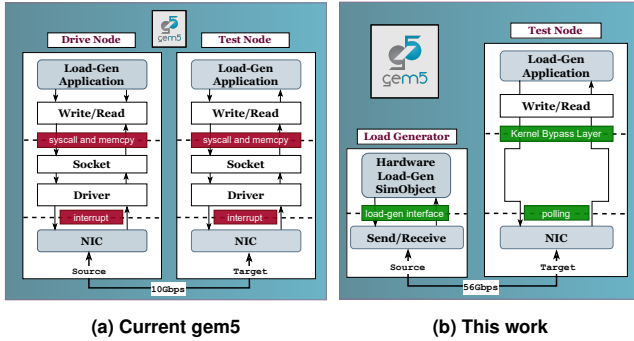 Drive Node
gem5
Test Node
Load-Gen
Application
Write/Read
syscall and memcpy
Socket
Driver
interrupt
NIC
Source
Load-Gen
Application
Write/Read
syscall and memcpy
Socket
Driver
interrupt
NIC
Target
10Gbps
(a) Current gem5
gem5
Load Generator
Hardware
Load-Gen
SimObject
load-gen interface
Send/Receive
Source
Test Node
Load-Gen
Application
Write/Read
Kernel Bypass Layer
polling
NIC
Target
56Gbps
(b) This work